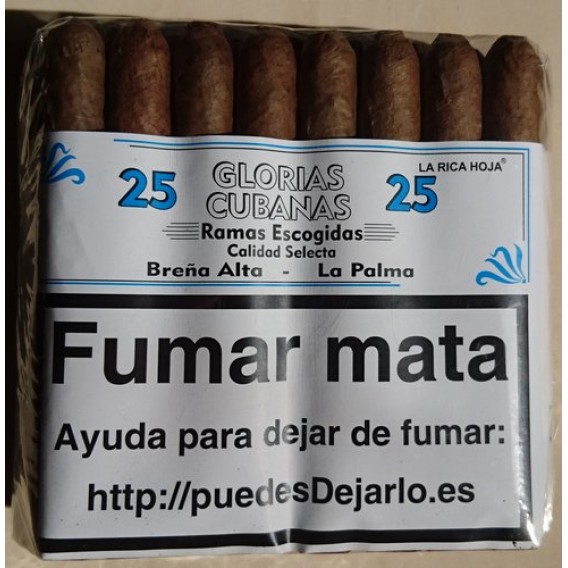 LA RICA HOJA®
25 GLORIAS 25
CUBANAS
Ramas Escogidas
Calidad Selecta
Breña Alta - La Palma
Fumar mata
Ayuda para dejar de fumar:
http://puedesDejarlo.es